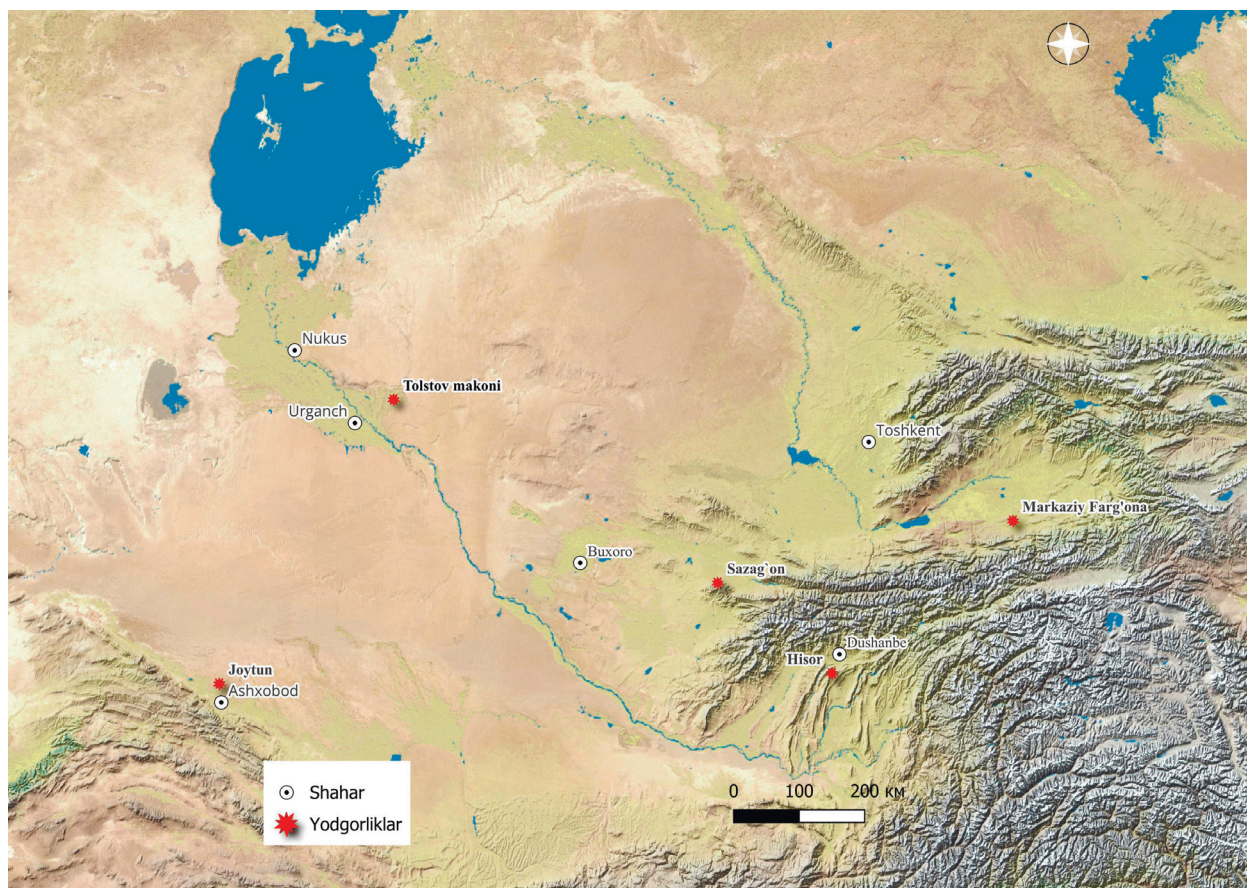 Nukus
Tolstov makoni
Urganch
Toshkent
Markaziy Farg'ona
Buxoro
Sazag`on
Dushanbe
Hisor
Joytun
Ashxobod
Shahar
Yodgorliklar
0 100 200 км